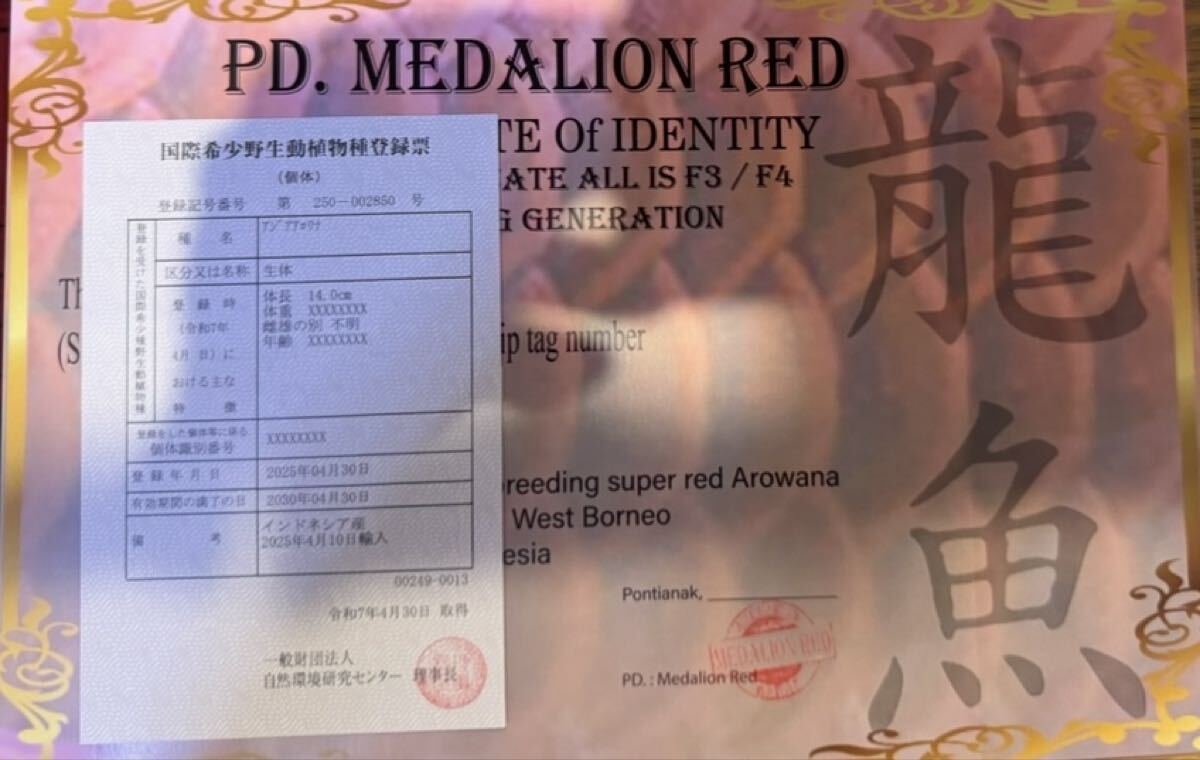 PD. MEDALION RED
TE Of IDENTITY
ATE ALL IS F3 / F4
G GENERATION
Th
(S
ip tag number
reeding super red Arowana
West Borneo
esia
Pontianak,
MEDALION RED
PD. : Medalion Red
龍魚
国際希少野生動植物種登録票
(個体)
登録記号番号 第 250-002850 号
登録を受けた国際希少野生動植物種
種 名 アジアアロワナ
区分又は名称 生体
登録時
(令和7年
4月 日)に
おける主な
特 徴
体長 14.0cm
体重 XXXXXXXX
雌雄の別 不明
年齢 XXXXXXXX
登録をした個体等に係る
個体識別番号 XXXXXXXX
登録年月日 2025年04月30日
有効期間の満了の日 2030年04月30日
備 考
インドネシア産
2025年4月10日輸入
00249-0013
令和7年4月30日 取得
一般財団法人
自然環境研究センター 理事長